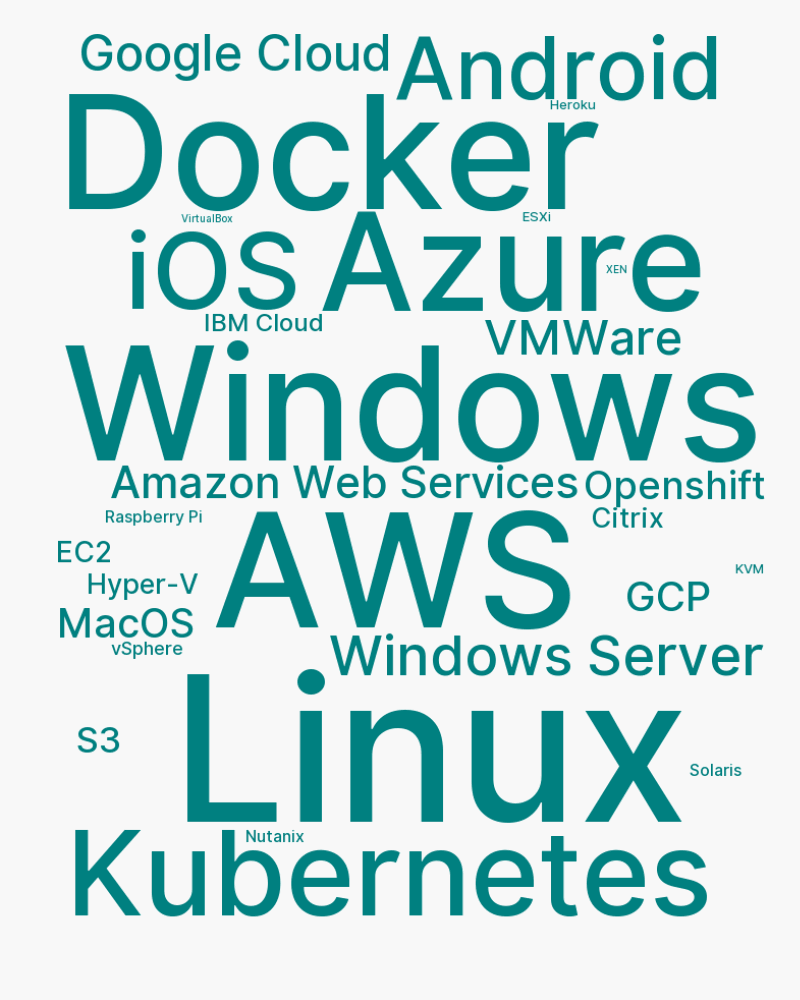 Google Cloud
Android
Heroku
Docker
VirtualBox
ESXi
iOS
Azure
XEN
IBM Cloud
VMWare
Windows
Amazon Web Services
Openshift
Raspberry Pi
AWS
Citrix
EC2
KVM
Hyper-V
GCP
MacOS
vSphere
Windows Server
Linux
S3
Solaris
Nutanix
Kubernetes